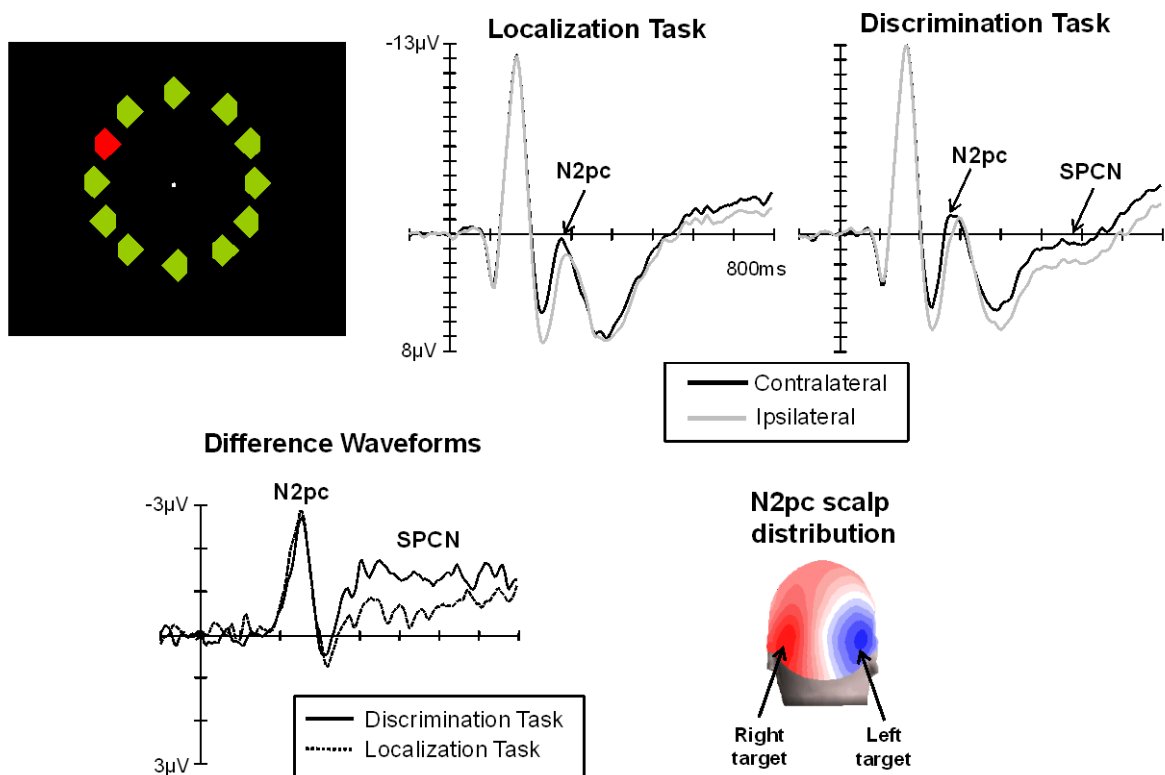 Localization Task
Discrimination Task
-13µV
N2pc
N2pc
SPCN
800ms
8µV
Contralateral
Ipsilateral
Difference Waveforms
-3µV
N2pc
SPCN
3µV
Discrimination Task
Localization Task
N2pc scalp
distribution
Right
target
Left
target